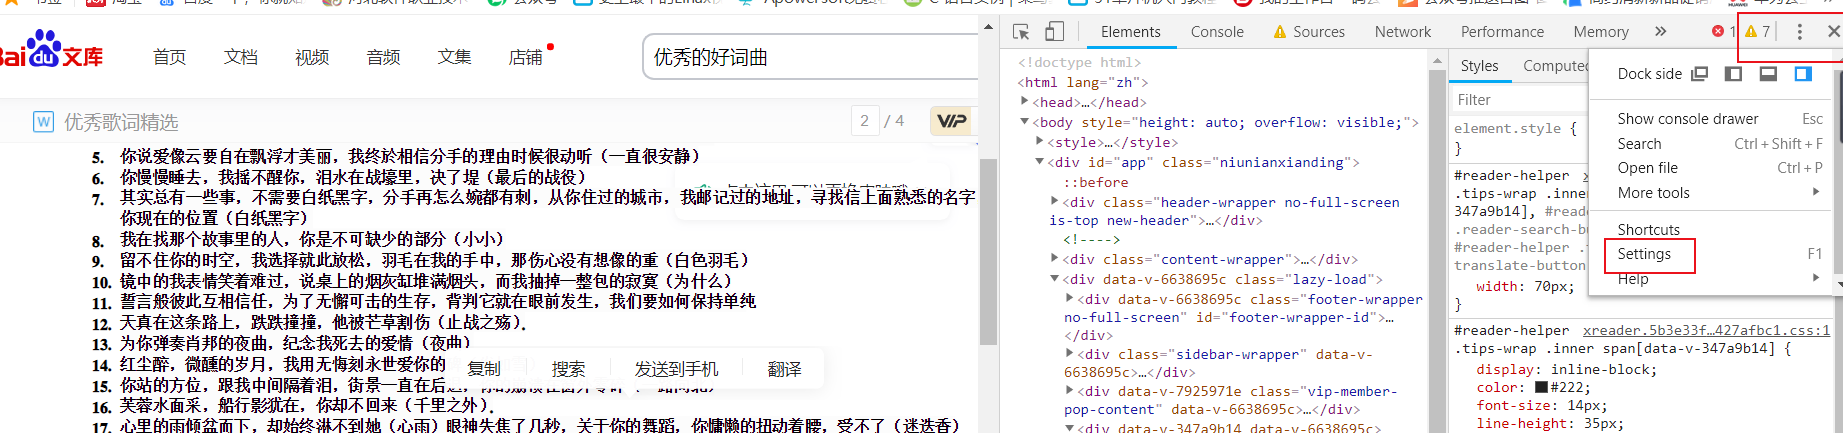 Bai du 文库
首页 文档 视频 音频 文集 店铺
优秀的好词曲
W 优秀歌词精选
2 / 4
VIP
5. 你说爱像云要自在飘浮才美丽，我终於相信分手的理由时候很动听（一直很安静）
6. 你慢慢睡去，我摇不醒你，泪水在战壕里，决了堤（最后的战役）
7. 其实总有一些事，不需要白纸黑字，分手再怎么婉都有刺，从你住过的城市，我邮记过的地址，寻我信上面熟悉的名字
你现在的位置（白纸黑字）
8. 我在找那个故事里的人，你是不可缺少的部分（小小）
9. 留不住你的时空，我选择就此放松，羽毛在我的手中，那伤心没有想像的重（白色羽毛）
10. 镜中的我表情笑着难过，说桌上的烟灰缸堆满烟头，而我抽掉一整包的寂寞（为什么）
11. 誓言般彼此互相信任，为了无懈可击的生存，背判它就在眼前发生，我们要如何保持单纯
12. 天真在这条路上，跌跌撞撞，他被芒草割伤（止战之殇）．
13. 为你弹奏肖邦的夜曲，纪念我死去的爱情（夜曲）
14. 红尘醉，微醺的岁月，我用无悔刻永世爱你的
15. 你站的方位，跟我中间隔着泪，街景一直在后
16. 芙蓉水面采，船行影犹在，你却不回来（千里之外）．
17. 心里的雨倾盆而下，却始终淋不到她（心雨）眼神失焦了几秒，关于你的舞蹈，你慵懒的扭动着腰，受不了（迷迭香）
复制 搜索 发送到手机 翻译
Elements Console Sources Network Performance Memory » 1 7
<!doctype html>
<html lang="zh">
<head>…</head>
<body style="height: auto; overflow: visible;">
<style>…</style>
<div id="app" class="niunianxianding">
::before
<div class="header-wrapper no-full-screen
is-top new-header">…</div>
<!---->
<div class="content-wrapper">…</div>
<div data-v-6638695c class="lazy-load">
<div data-v-6638695c class="footer-wrapper
no-full-screen" id="footer-wrapper-id">…
</div>
<div class="sidebar-wrapper" data-v-
6638695c>…</div>
<div data-v-7925971e class="vip-member-
pop-content" data-v-6638695c>…</div>
<div data-v-347a9b14 data-v-6638695c>
Styles Computed
Filter
element.style {
}
#reader-helper x
.tips-wrap .inner
347a9b14], #reade
.reader-search-bu
#reader-helper .t
translate-button
width: 70px;
}
#reader-helper xreader.5b3e33f…427afbc1.css:1
.tips-wrap .inner span[data-v-347a9b14] {
display: inline-block;
color: #222;
font-size: 14px;
line-height: 35px;
Dock side
Show console drawer Esc
Search Ctrl + Shift + F
Open file Ctrl + P
More tools
Shortcuts
Settings F1
Help